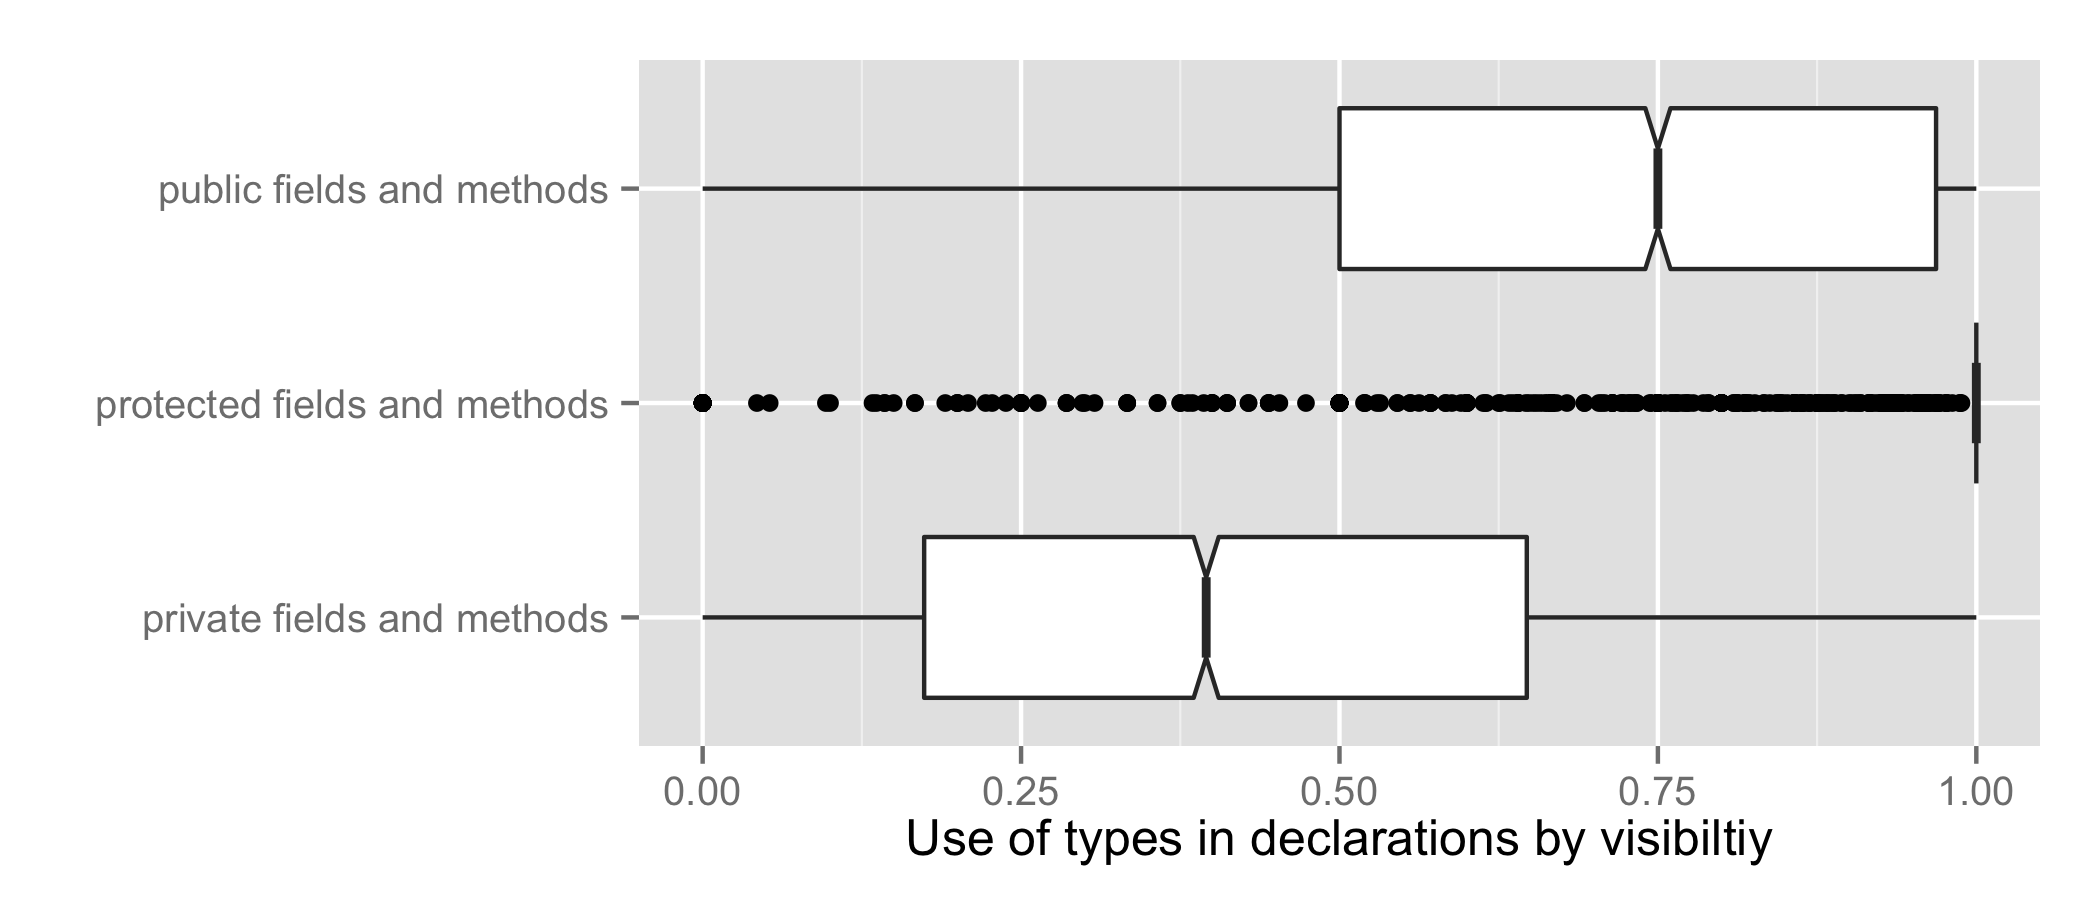 public fields and methods
protected fields and methods
private fields and methods
0.00 0.25 0.50 0.75 1.00
Use of types in declarations by visibiltiy